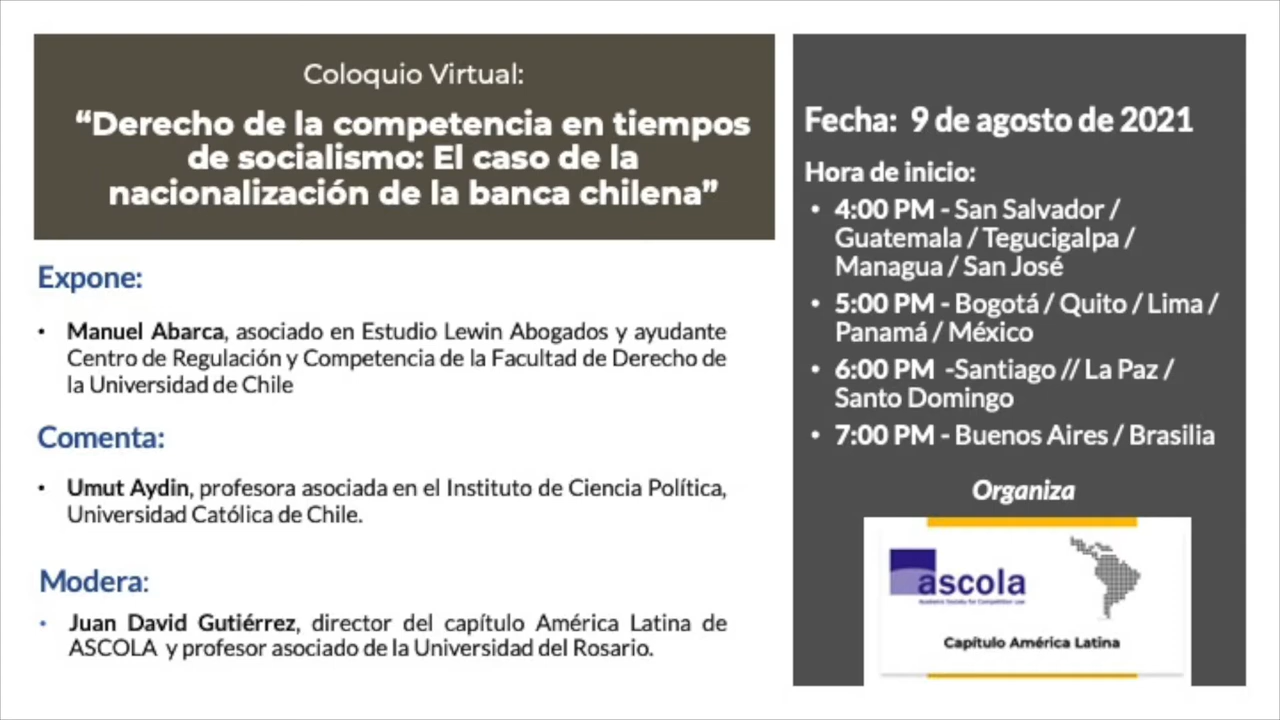 Coloquio Virtual:
“Derecho de la competencia en tiempos
de socialismo: El caso de la
nacionalización de la banca chilena”
Expone:
• Manuel Abarca, asociado en Estudio Lewin Abogados y ayudante
Centro de Regulación y Competencia de la Facultad de Derecho de
la Universidad de Chile
Comenta:
• Umut Aydin, profesora asociada en el Instituto de Ciencia Política,
Universidad Católica de Chile.
Modera:
• Juan David Gutiérrez, director del capítulo América Latina de
ASCOLA y profesor asociado de la Universidad del Rosario.
Fecha: 9 de agosto de 2021
Hora de inicio:
• 4:00 PM - San Salvador /
Guatemala / Tegucigalpa /
Managua / San José
• 5:00 PM - Bogotá / Quito / Lima /
Panamá / México
• 6:00 PM -Santiago // La Paz /
Santo Domingo
• 7:00 PM - Buenos Aires / Brasilia
Organiza
ascola
Academic Society for Competition Law
Capítulo América Latina